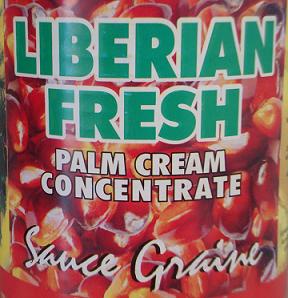 LIBERIAN
FRESH
PALM CREAM
CONCENTRATE
Sauce Graine